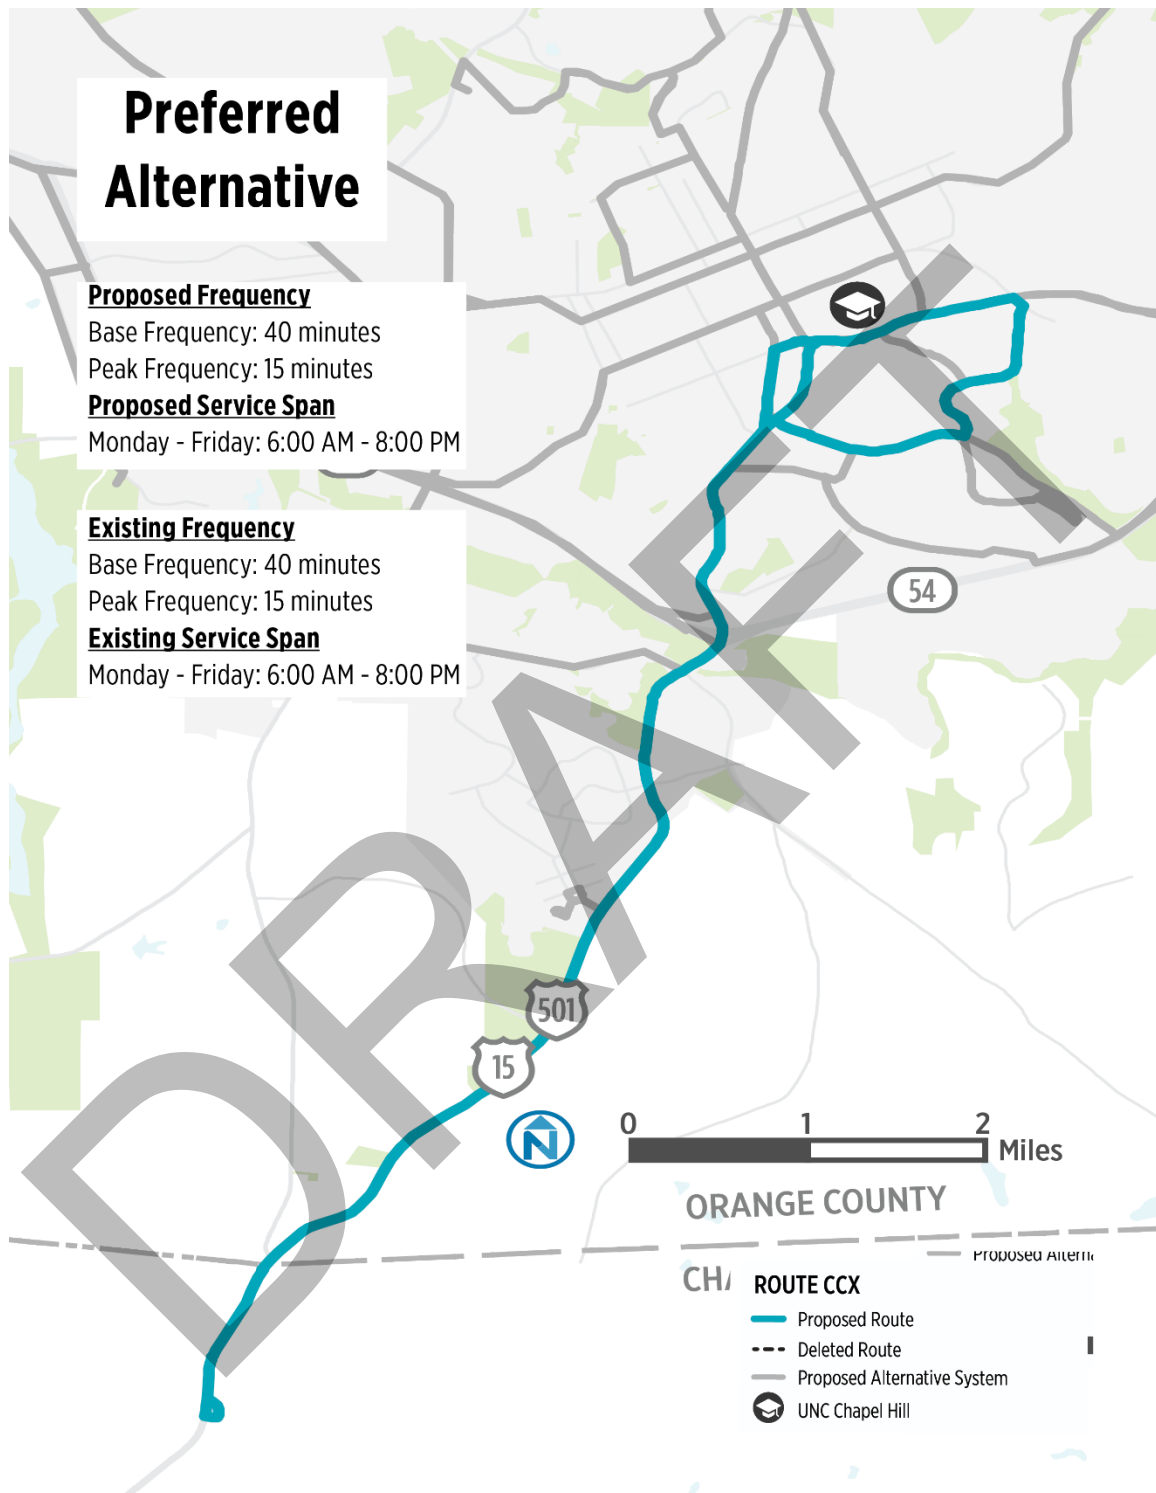 Preferred
Alternative
Proposed Frequency
Base Frequency: 40 minutes
Peak Frequency: 15 minutes
Proposed Service Span
Monday - Friday: 6:00 AM - 8:00 PM
Existing Frequency
Base Frequency: 40 minutes
Peak Frequency: 15 minutes
Existing Service Span
Monday - Friday: 6:00 AM - 8:00 PM
54
DRAFT
501
15
N
0 1 2
Miles
ORANGE COUNTY
Proposed Alterna
CHA
ROUTE CCX
Proposed Route
Deleted Route
Proposed Alternative System
UNC Chapel Hill